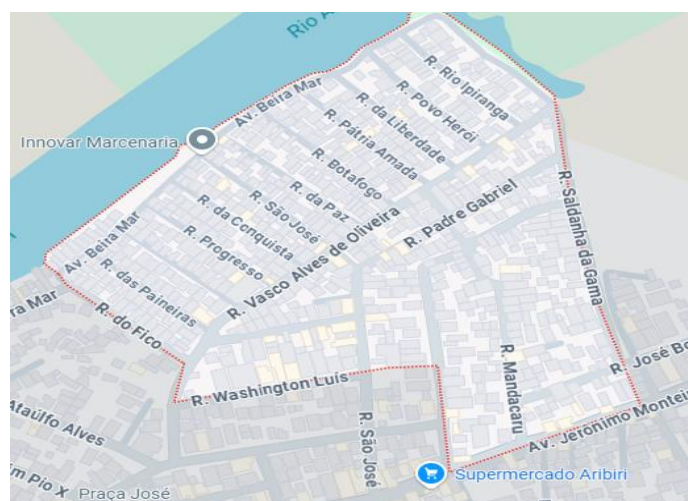 Rio A
R. Rio Ipiranga
R. Povo Herói
R. da Liberdade
R. Pátria Amada
Av. Beira Mar
Innovar Marcenaria
R. Botafogo
R. da Paz
R. São José
R. da Conquista
R. Progresso
R. Vasco Alves de Oliveira
R. Padre Gabriel
R. Saldanha da Gama
Av. Beira Mar
R. das Paineiras
R. do Fico
ra Mar
R. Washington Luís
R. Mandacaru
R. José Bo
R. São José
Av. Jerônimo Montei
Ataúlfo Alves
im Pio X
Praça José
Supermercado Aribiri